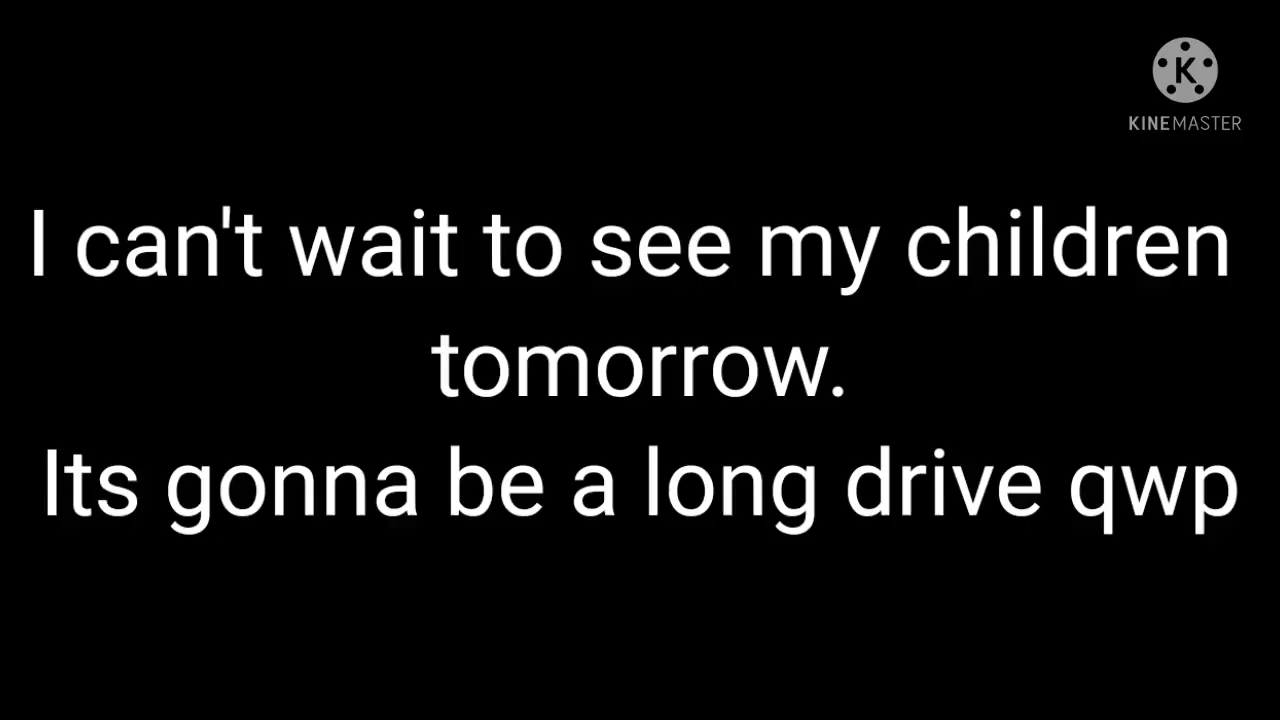 K
KINEMASTER
I can't wait to see my children
tomorrow.
Its gonna be a long drive qwp